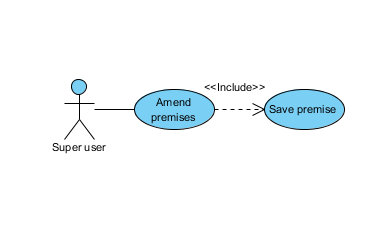 <<Include>>
Amend
premises
Save premise
Super user